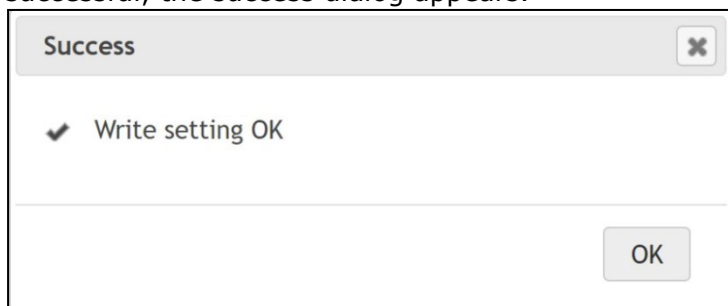 successful, the success dialog appears.
Success
Write setting OK
OK